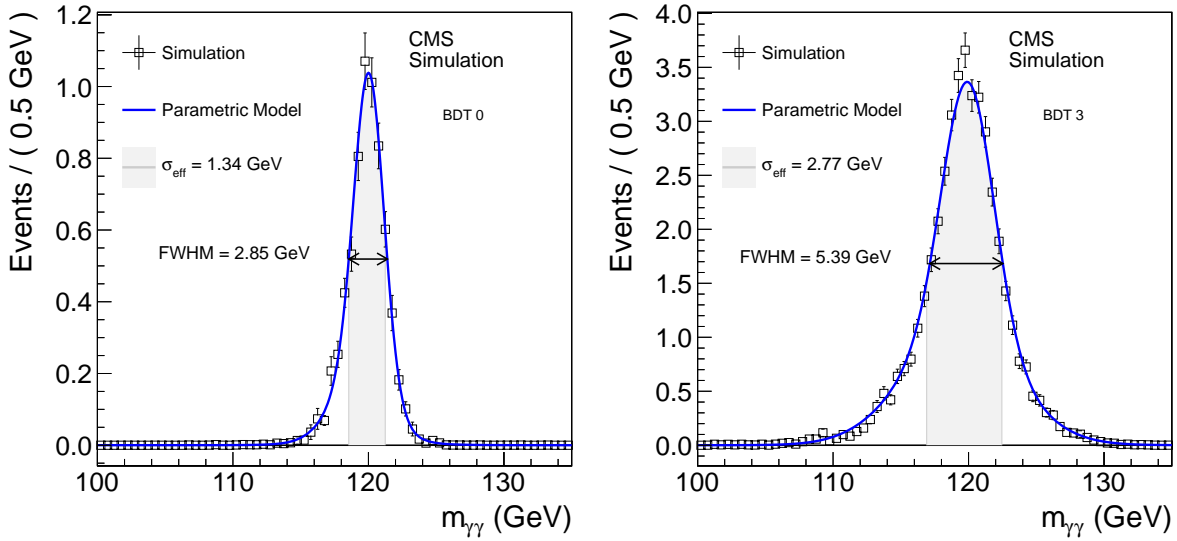 Events / ( 0.5 GeV )
1.2
1.0
0.8
0.6
0.4
0.2
0.0
Simulation
Parametric Model
σeff = 1.34 GeV
FWHM = 2.85 GeV
CMS
Simulation
BDT 0
100
110
120
130
mγγ (GeV)
Events / ( 0.5 GeV )
4.0
3.5
3.0
2.5
2.0
1.5
1.0
0.5
0.0
Simulation
Parametric Model
σeff = 2.77 GeV
FWHM = 5.39 GeV
CMS
Simulation
BDT 3
100
110
120
130
mγγ (GeV)